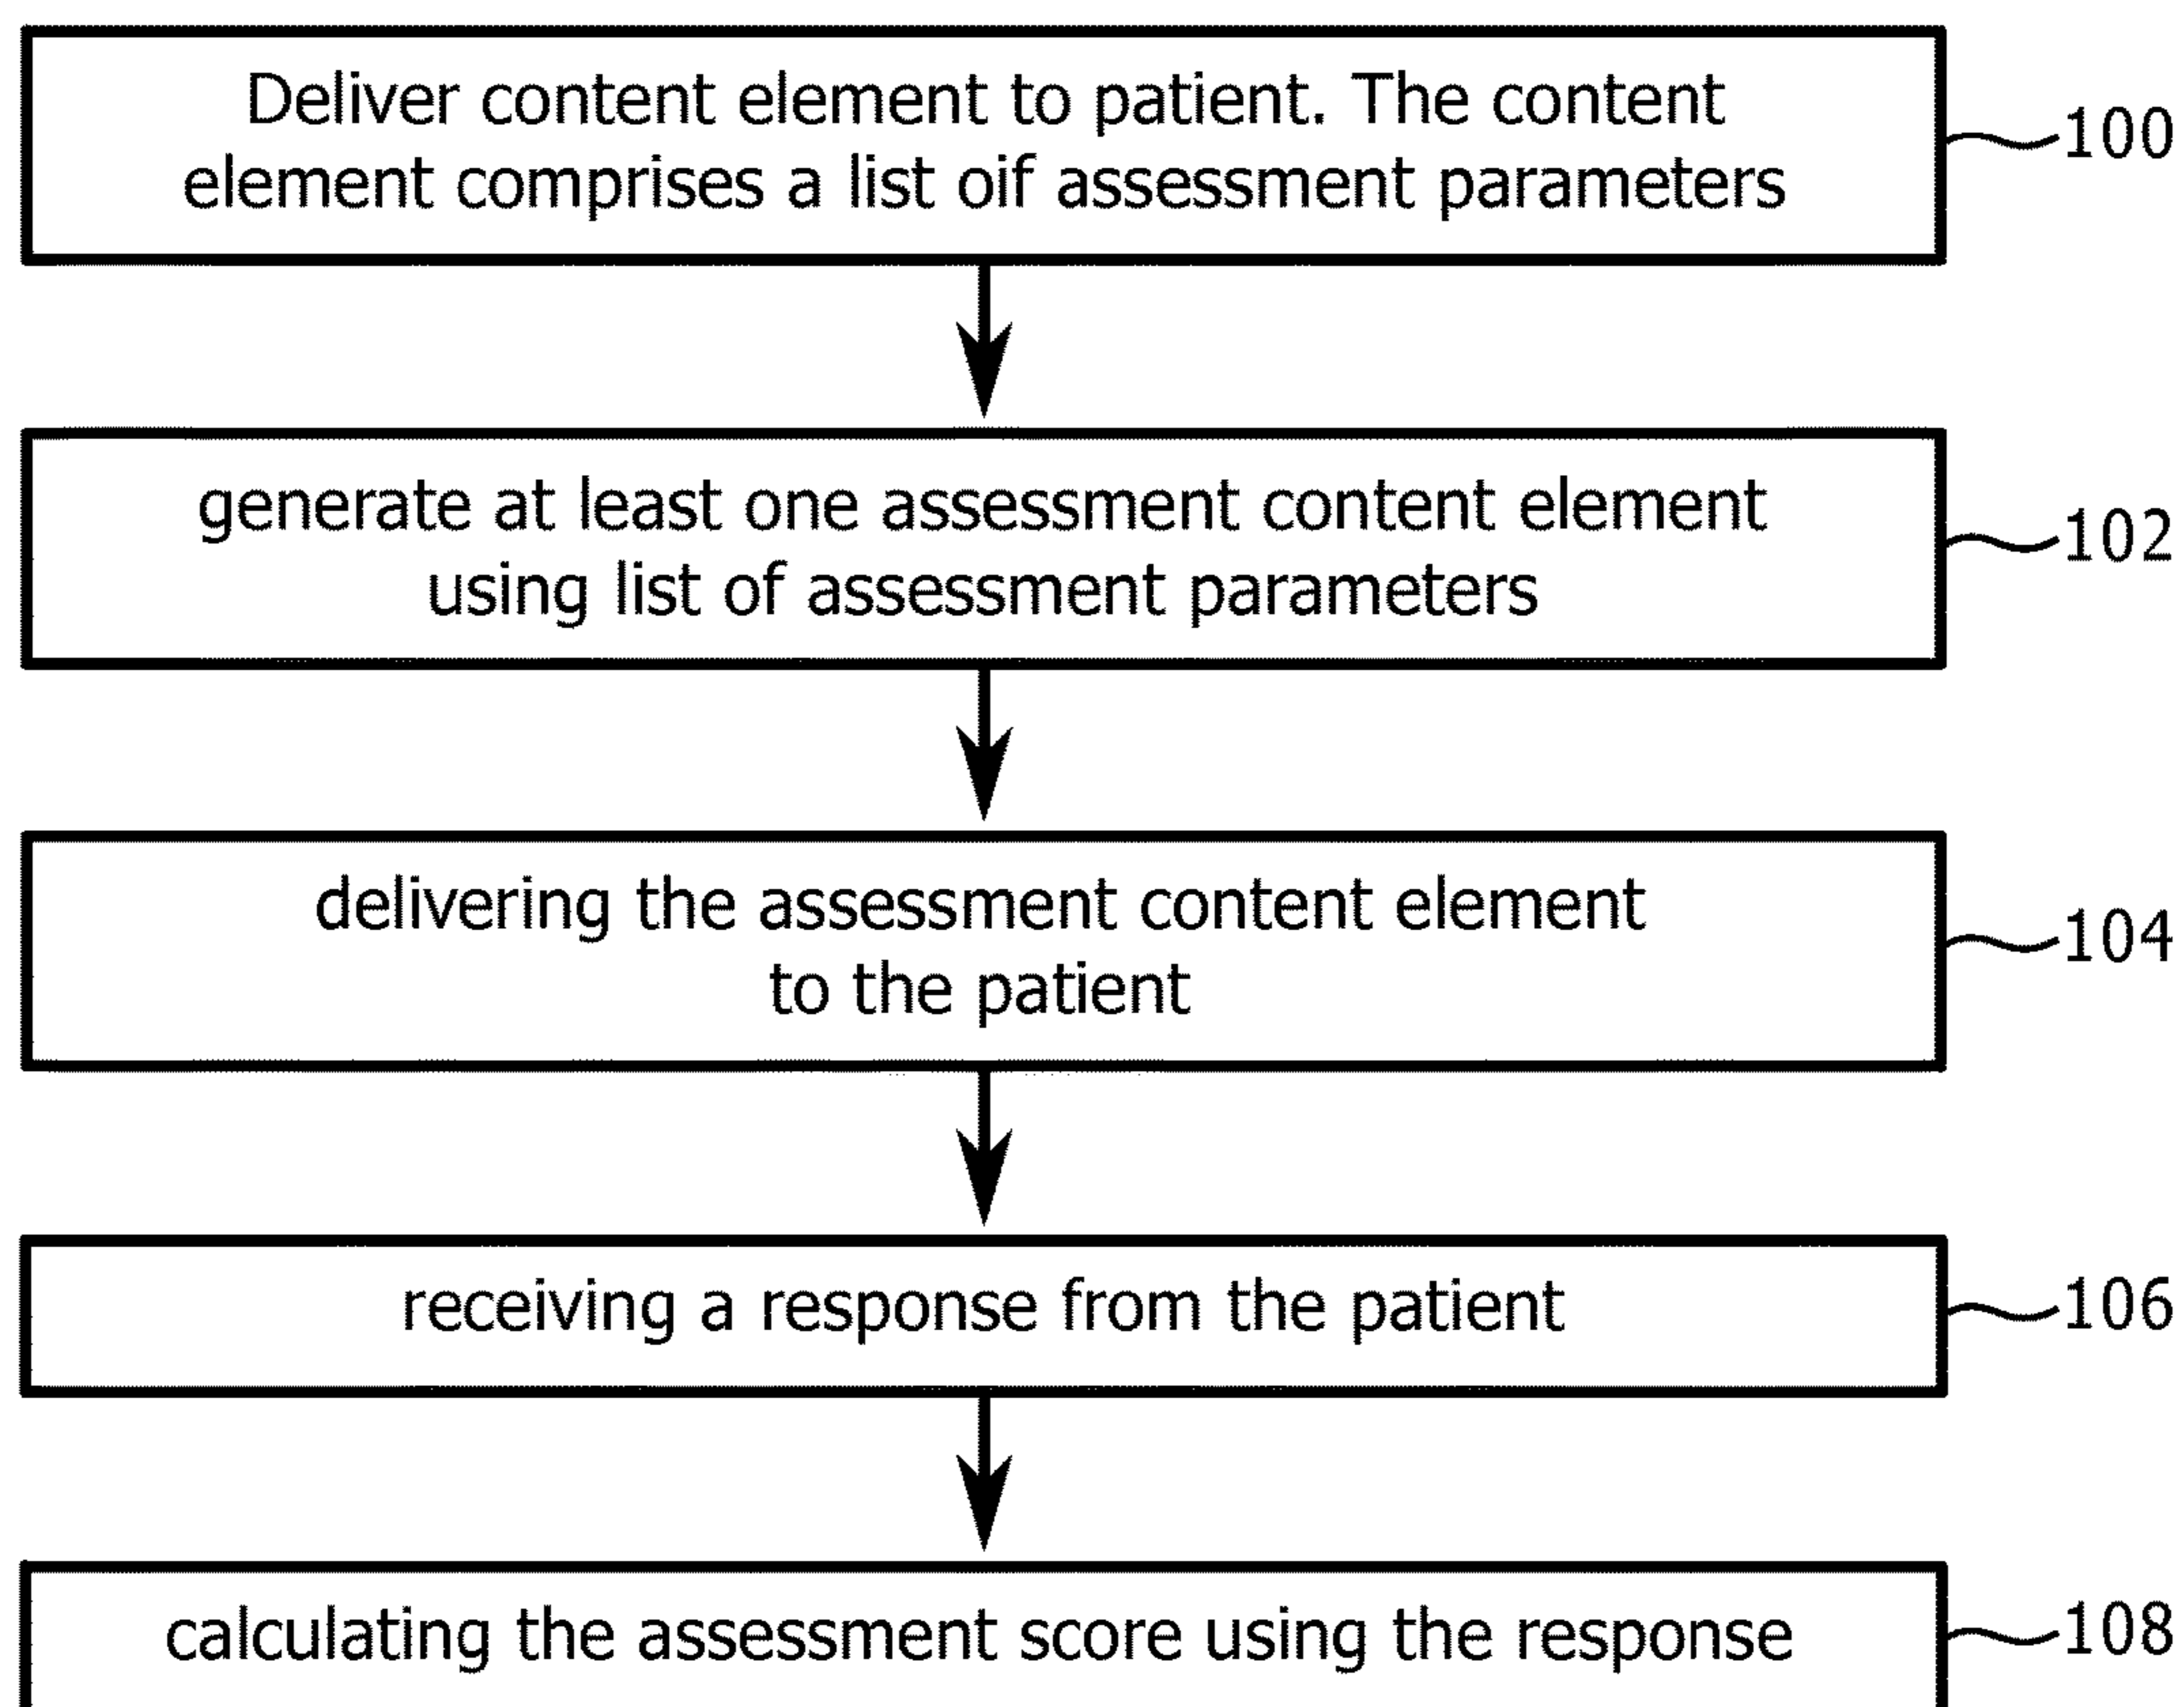 Deliver content element to patient. The content
element comprises a list oif assessment parameters
100
generate at least one assessment content element
using list of assessment parameters
102
delivering the assessment content element
to the patient
104
receiving a response from the patient
106
calculating the assessment score using the response
108